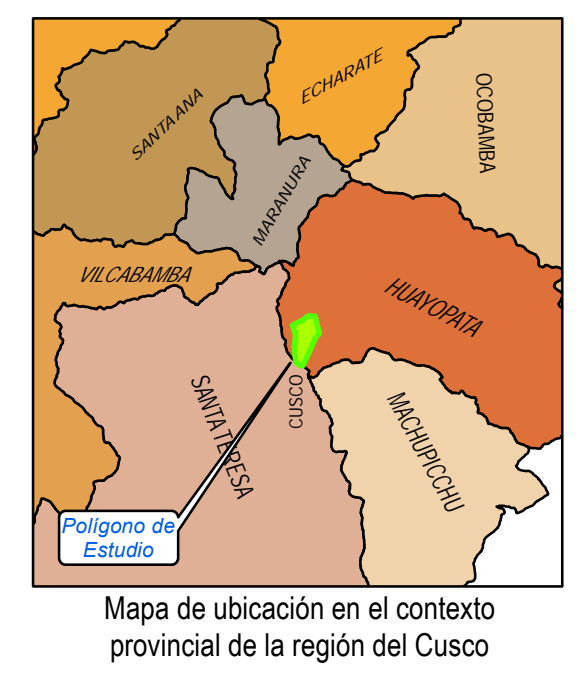 ECHARATE
OCOBAMBA
SANTA ANA
MARANURA
VILCABAMBA
HUAYOPATA
CUSCO
SANTA TERESA
MACHUPICCHU
Polígono de
Estudio
Mapa de ubicación en el contexto
provincial de la región del Cusco